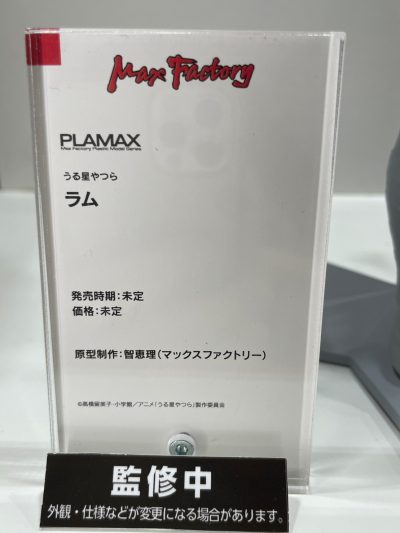 Max Factory
PLAMAX
Max Factory Plastic Model Series
うる星やつら
ラム
発売時期:未定
価格:未定
原型制作:智恵理(マックスファクトリー)
©高橋留美子・小学館／アニメ「うる星やつら」製作委員会
監修中
外観・仕様などが変更になる場合があります。